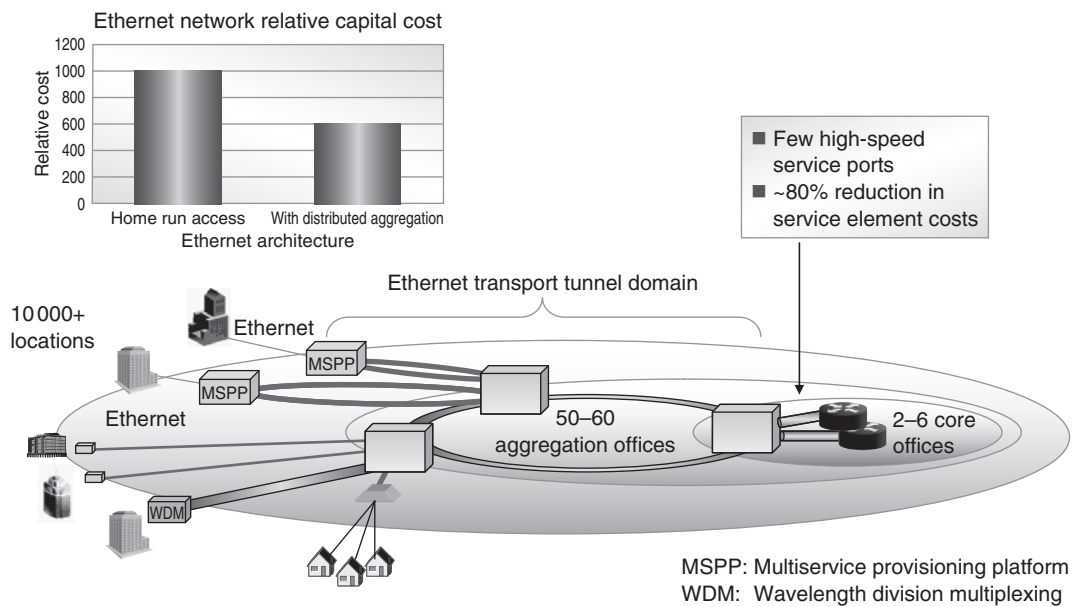 Ethernet network relative capital cost
1200
1000
800
600
400
200
0
Relative cost
Home run access
With distributed aggregation
Ethernet architecture
■ Few high-speed
service ports
■ ~80% reduction in
service element costs
Ethernet transport tunnel domain
10 000+
locations
Ethernet
MSPP
MSPP
Ethernet
50–60
aggregation offices
2–6 core
offices
WDM
MSPP: Multiservice provisioning platform
WDM: Wavelength division multiplexing